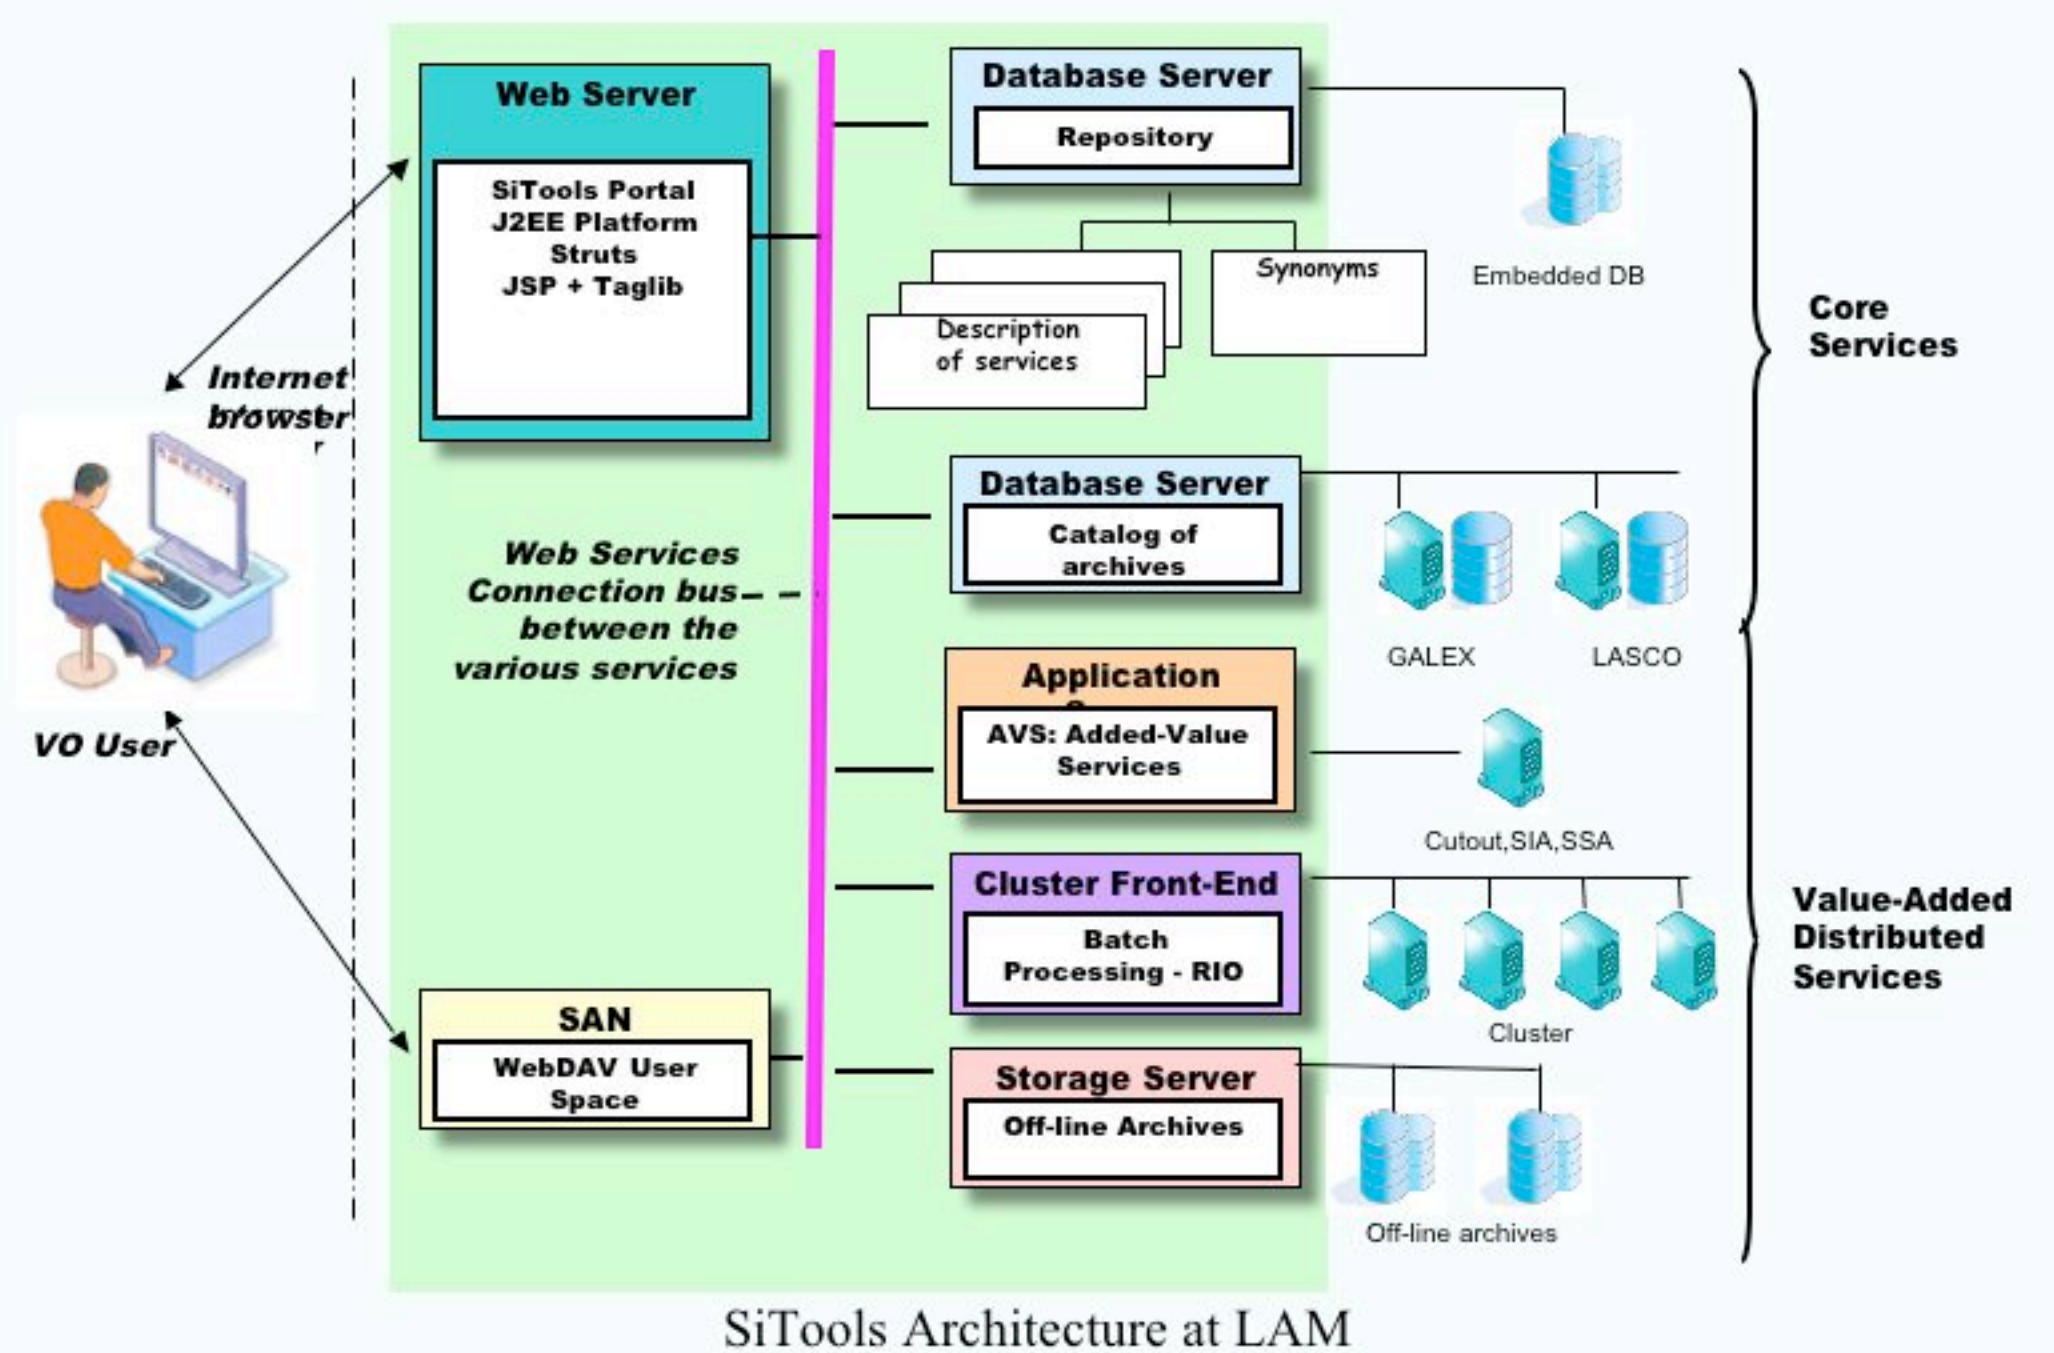 Web Server
SiTools Portal
J2EE Platform
Struts
JSP + Taglib
Internet
browser
r
VO User
Web Services
Connection bus
between the
various services
SAN
WebDAV User
Space
Database Server
Repository
Description
of services
Synonyms
Embedded DB
Database Server
Catalog of
archives
GALEX
LASCO
Application
AVS: Added-Value
Services
Cutout,SIA,SSA
Cluster Front-End
Batch
Processing - RIO
Cluster
Storage Server
Off-line Archives
Off-line archives
Core
Services
Value-Added
Distributed
Services
SiTools Architecture at LAM